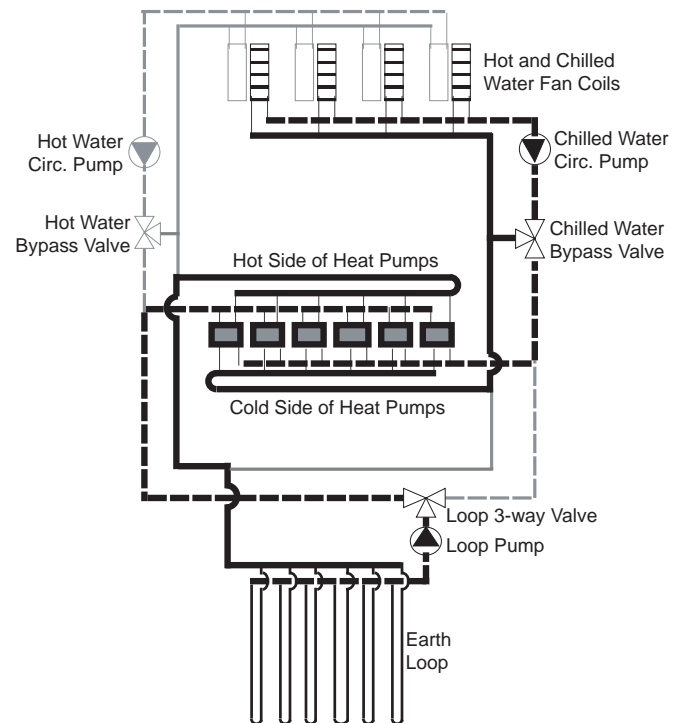 Hot and Chilled
Water Fan Coils
Hot Water
Circ. Pump
Chilled Water
Circ. Pump
Hot Water
Bypass Valve
Chilled Water
Bypass Valve
Hot Side of Heat Pumps
Cold Side of Heat Pumps
Loop 3-way Valve
Loop Pump
Earth
Loop